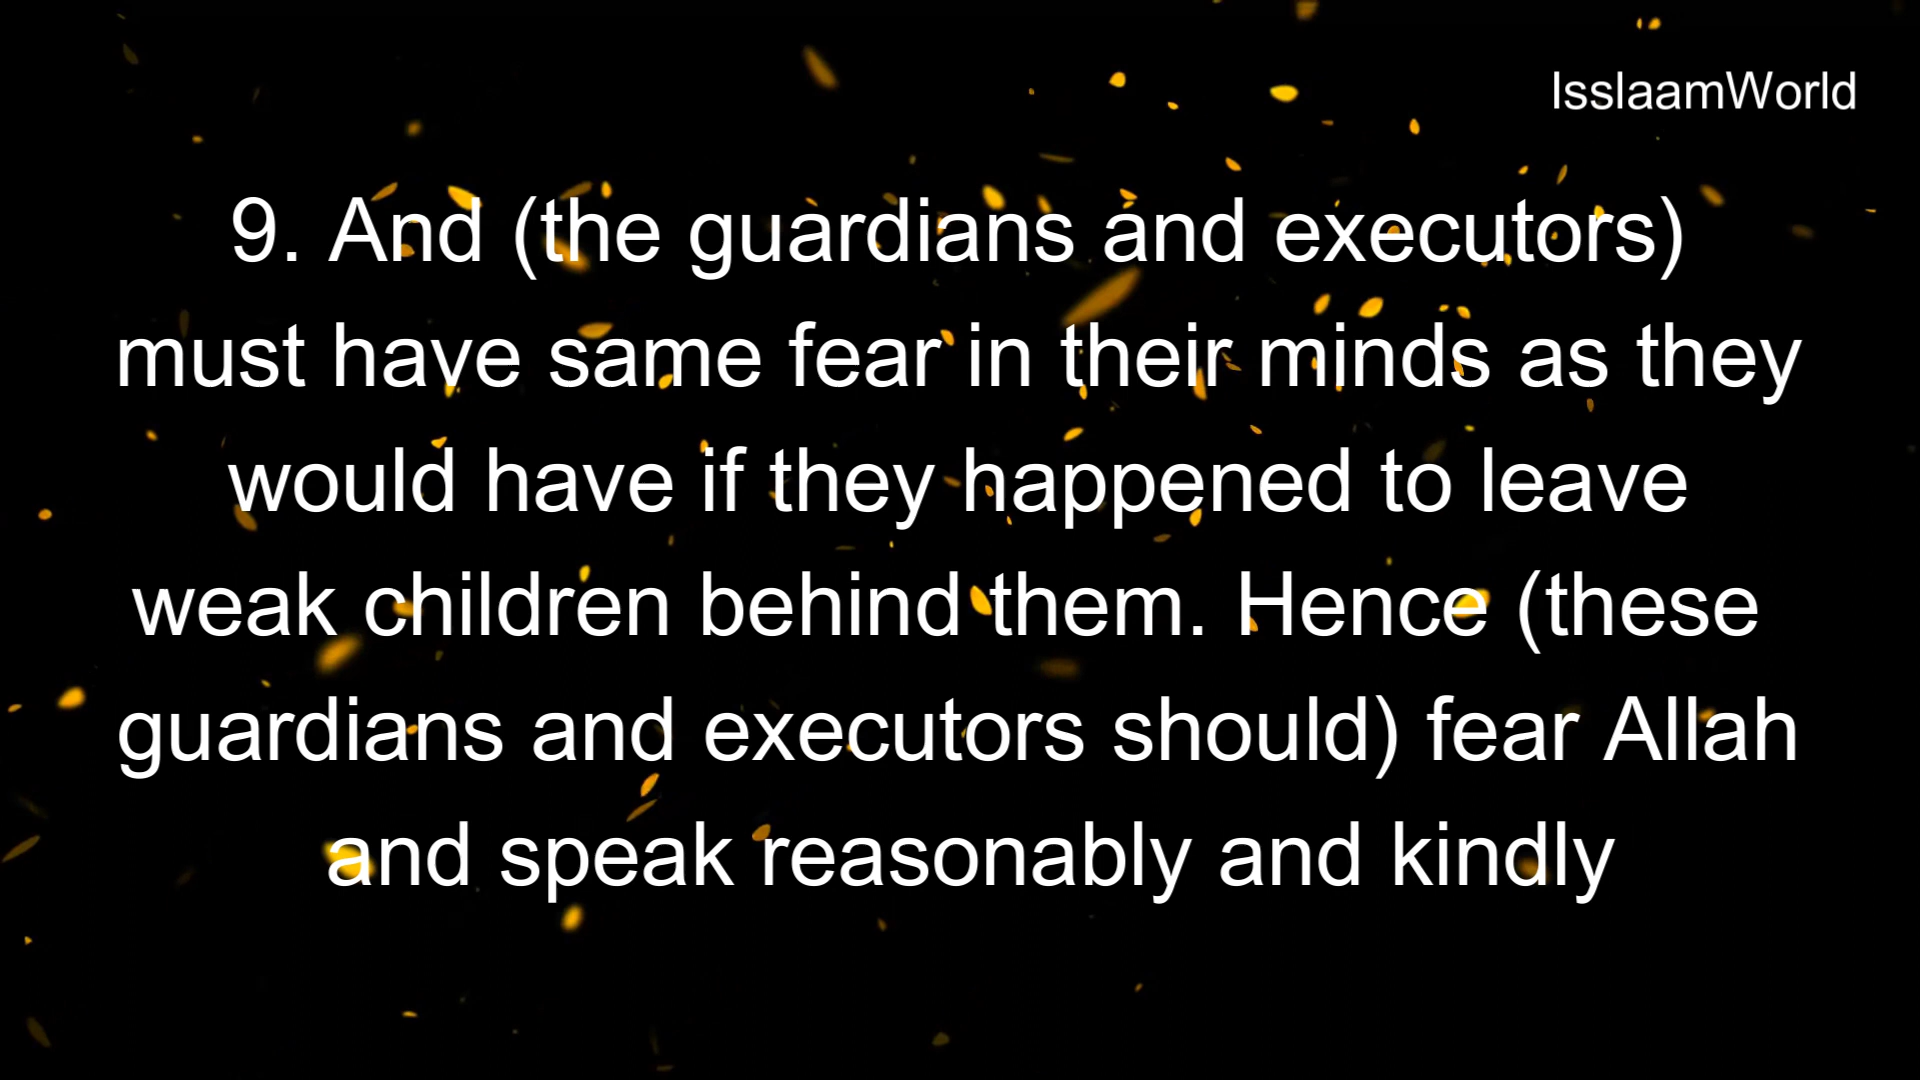 IsslaamWorld
9. And (the guardians and executors)
must have same fear in their minds as they
would have if they happened to leave
weak children behind them. Hence (these
guardians and executors should) fear Allah
and speak reasonably and kindly